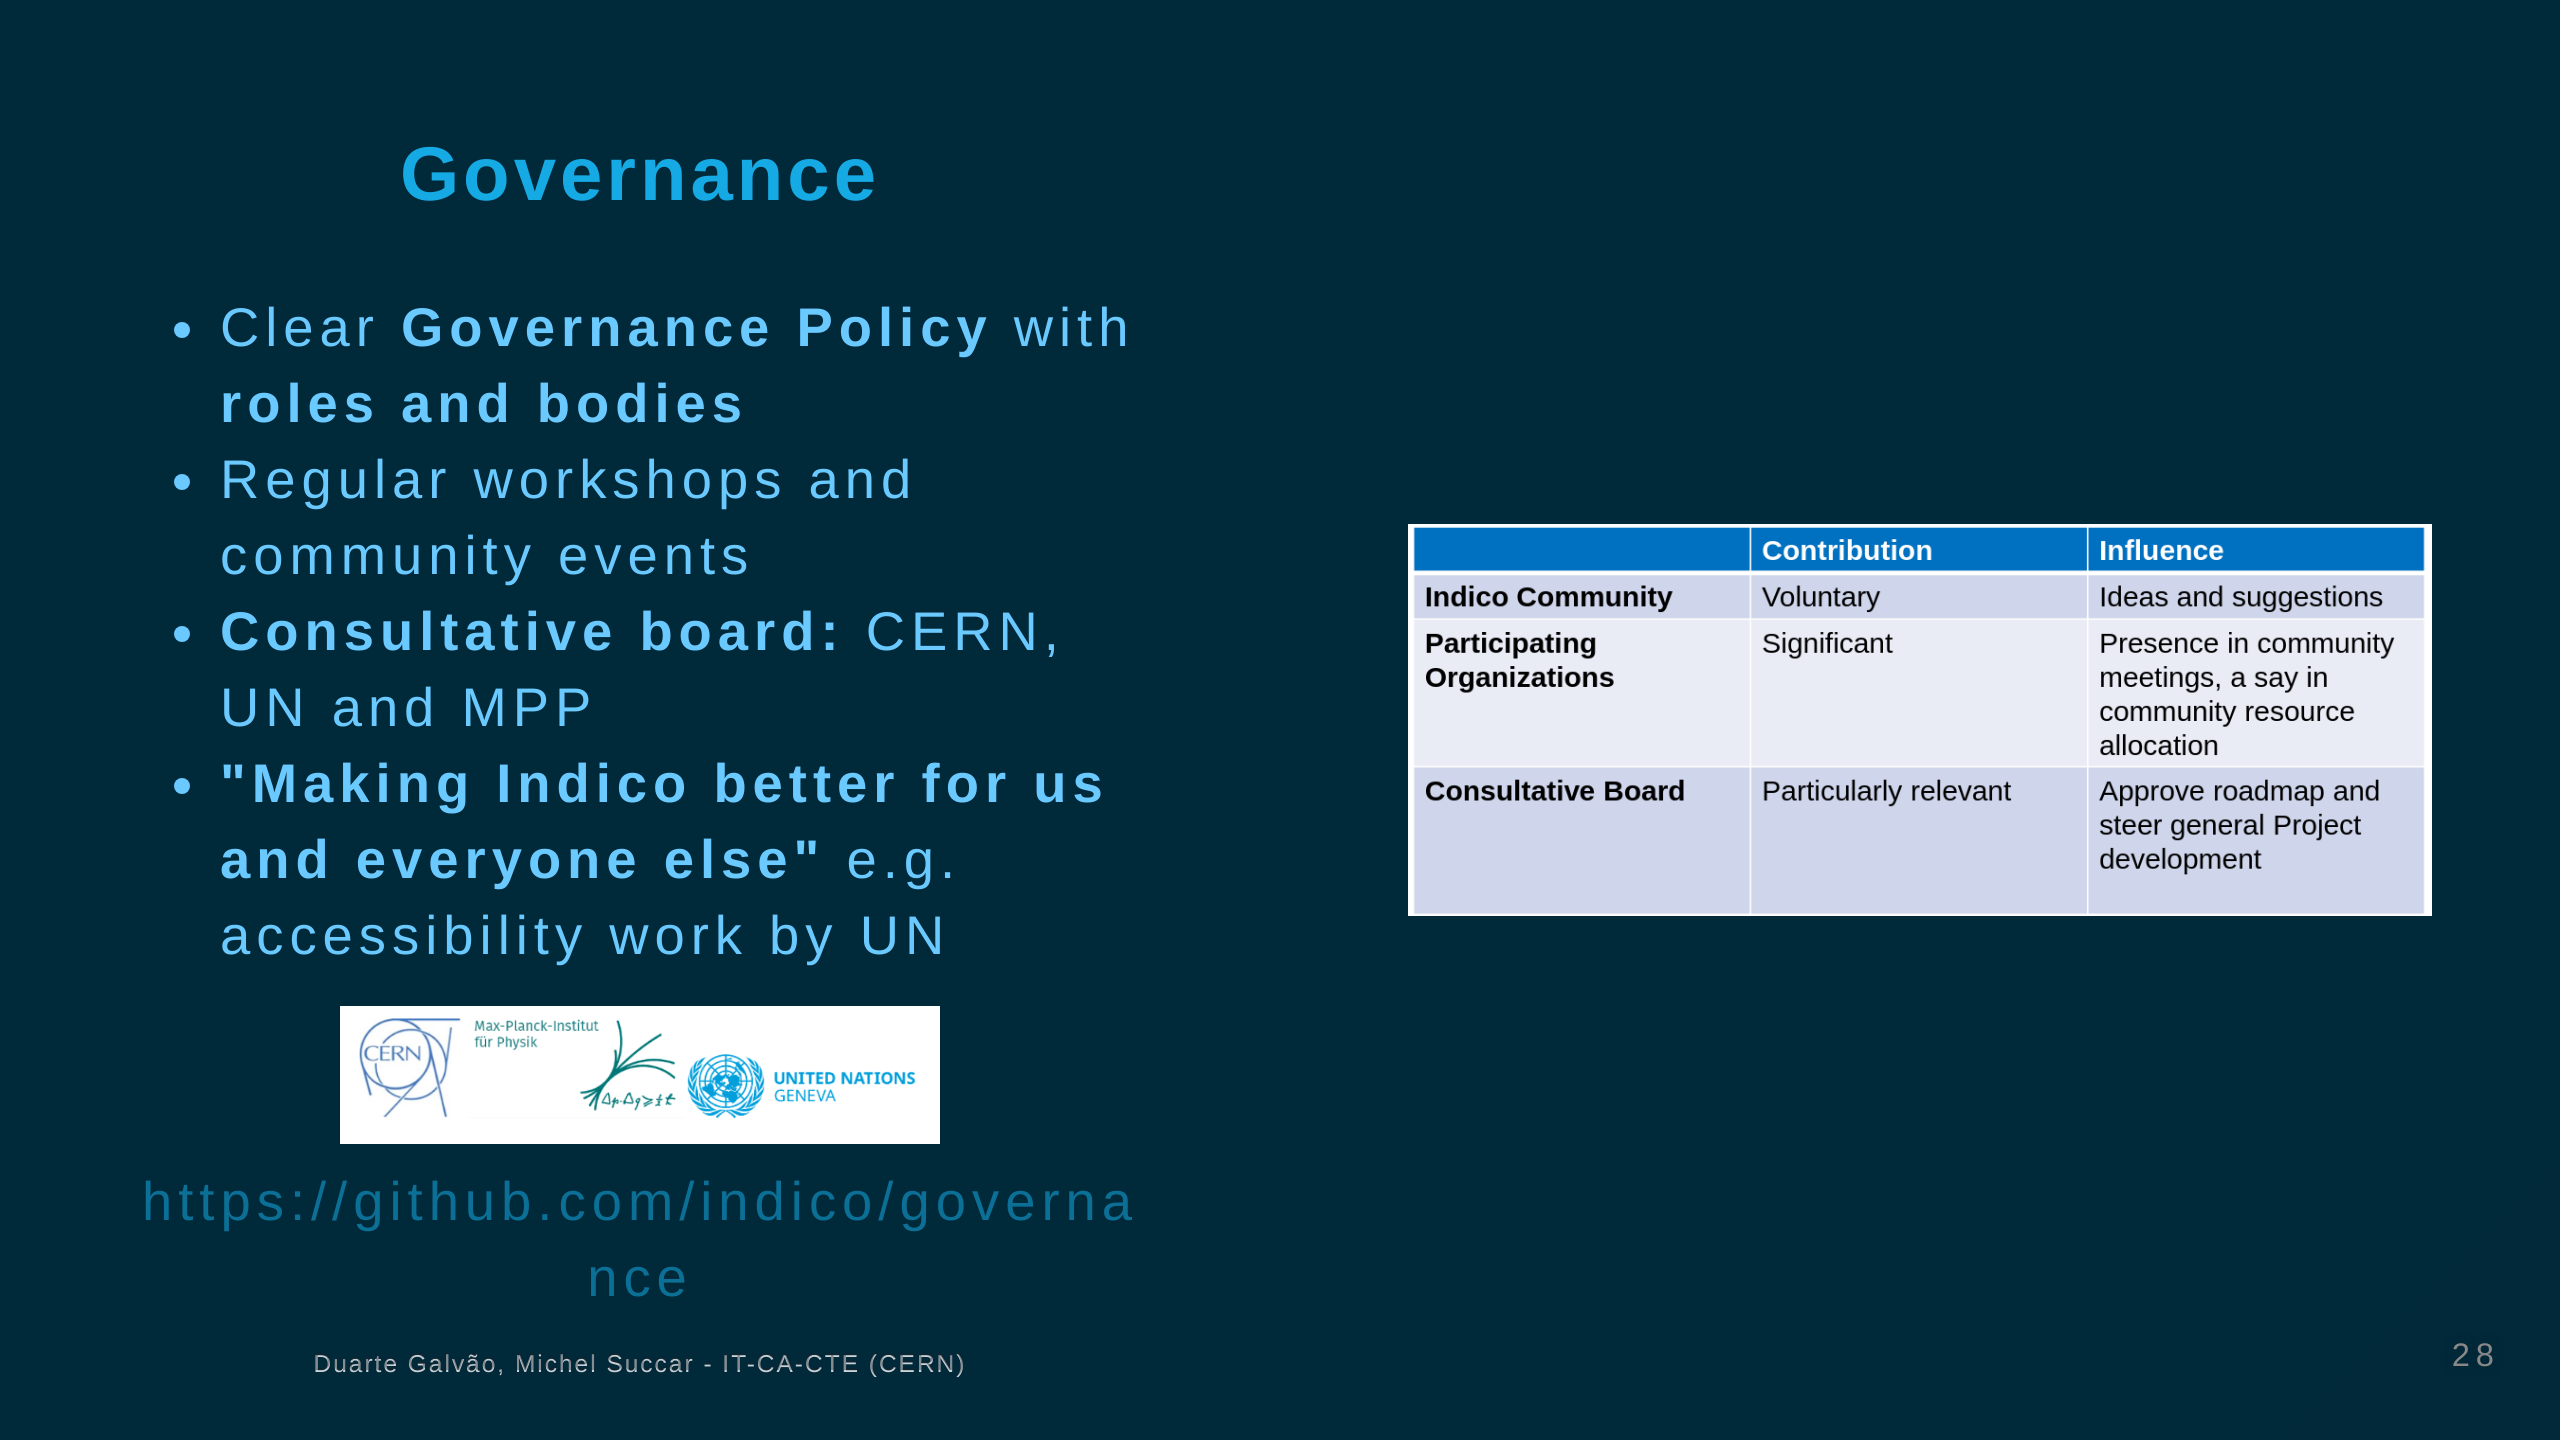 Governance
• Clear Governance Policy with
roles and bodies
• Regular workshops and
community events
• Consultative board: CERN,
UN and MPP
• "Making Indico better for us
and everyone else" e.g.
accessibility work by UN
CERN
Max-Planck-Institut
für Physik
Δp·Δq⩾½ℏ
UNITED NATIONS
GENEVA
https://github.com/indico/governa
nce
Duarte Galvão, Michel Succar - IT-CA-CTE (CERN)
Contribution Influence
Indico Community Voluntary Ideas and suggestions
Participating Significant Presence in community
Organizations meetings, a say in
community resource
allocation
Consultative Board Particularly relevant Approve roadmap and
steer general Project
development
28